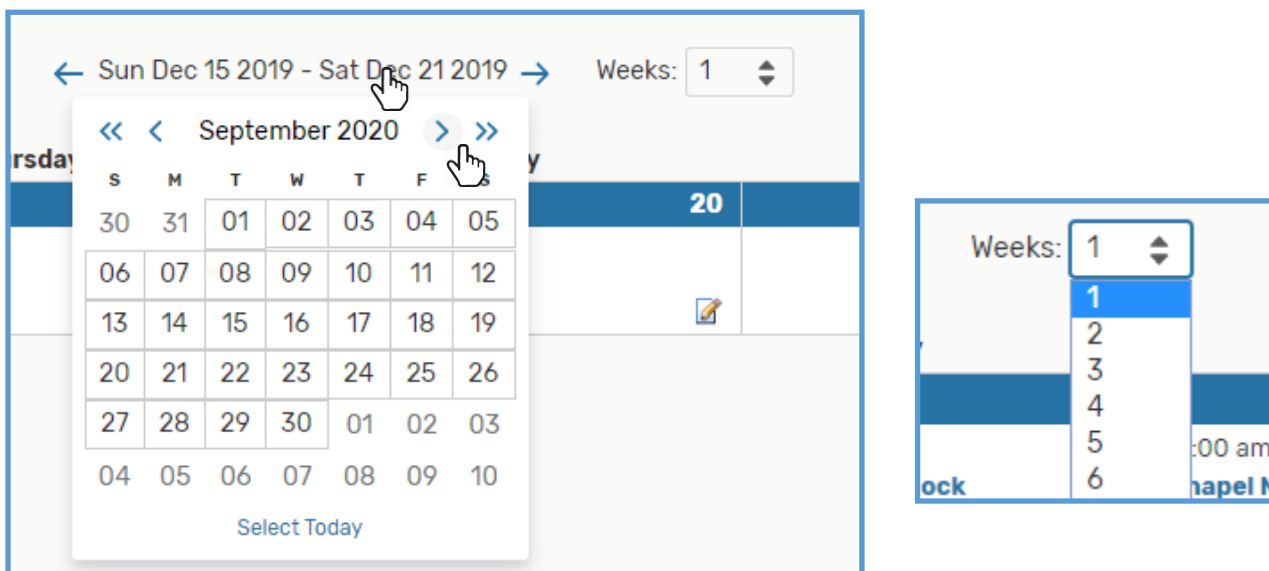 ← Sun Dec 15 2019 - Sat Dec 21 2019 → Weeks: 1
« < September 2020 > »
rsday y
S M T W T F S
20
30 31 01 02 03 04 05
06 07 08 09 10 11 12
13 14 15 16 17 18 19
20 21 22 23 24 25 26
27 28 29 30 01 02 03
04 05 06 07 08 09 10
Select Today
Weeks: 1
1
2
3
4
5
:00 am
6
ock hapel N